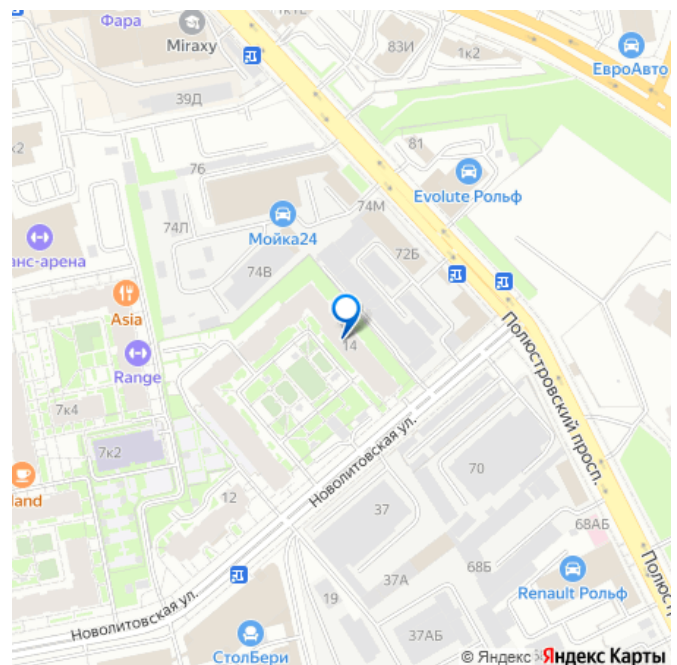 Фара
Miraxy
1к1Е
83И
1к2
ЕвроАвто
39Д
к2
76
81
Evolute Рольф
74Л
74М
Мойка24
72Б
нс-арена
74В
Asia
14
Range
Полюстровский просп.
7к4
7к2
land
12
Новолитовская ул.
70
37
68АБ
37А
68Б
Renault Рольф
19
Новолитовская ул.
37АБ
СтолБери
© Яндекс Яндекс Карты